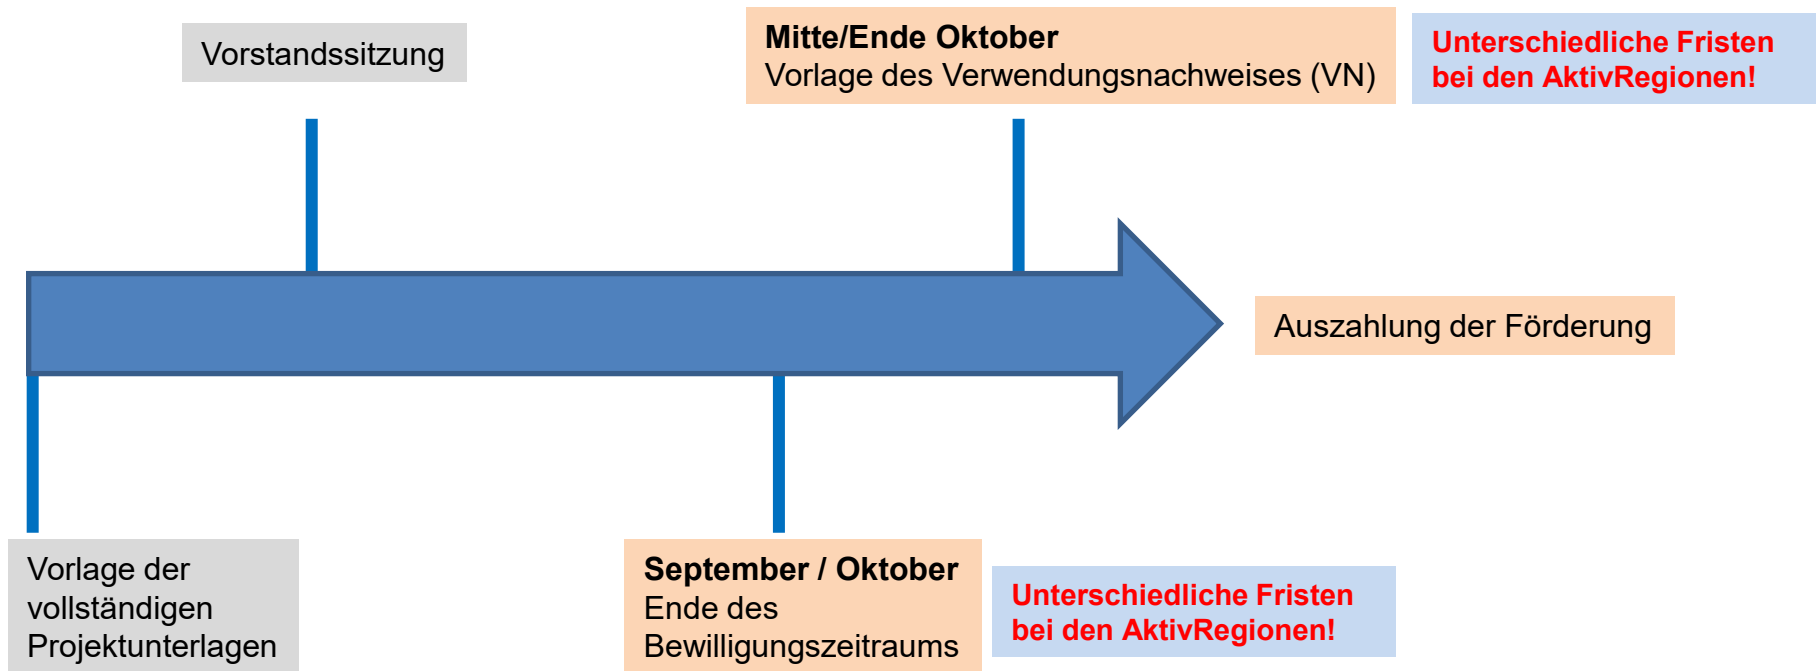 Vorstandssitzung
Mitte/Ende Oktober
Vorlage des Verwendungsnachweises (VN)
Unterschiedliche Fristen
bei den AktivRegionen!
Auszahlung der Förderung
Vorlage der
vollständigen
Projektunterlagen
September / Oktober
Ende des
Bewilligungszeitraums
Unterschiedliche Fristen
bei den AktivRegionen!